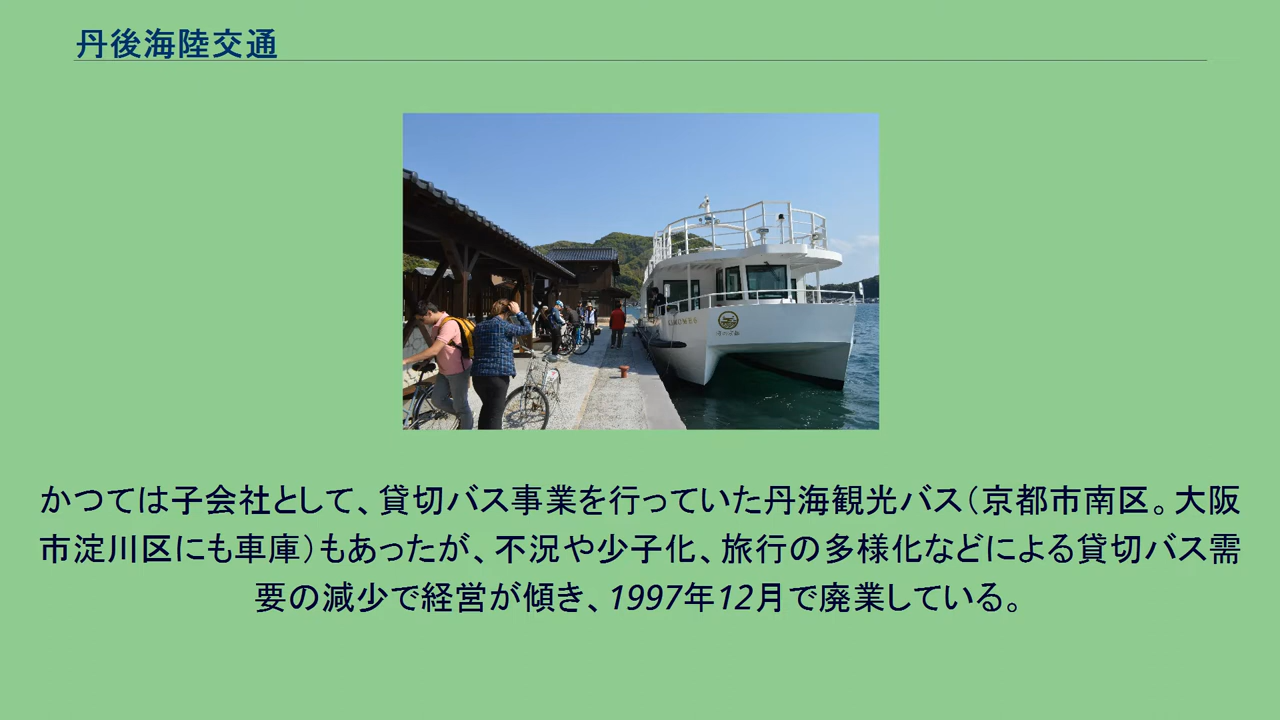 丹後海陸交通
かつては子会社として、貸切バス事業を行っていた丹海観光バス（京都市南区。大阪
市淀川区にも車庫）もあったが、不況や少子化、旅行の多様化などによる貸切バス需
要の減少で経営が傾き、1997年12月で廃業している。